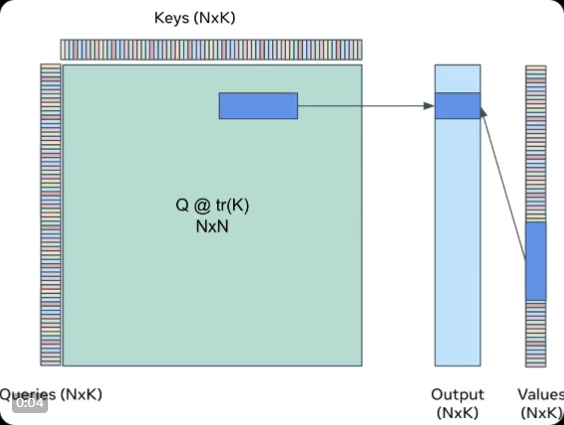 Keys (NxK)
Q @ tr(K)
NxN
Queries (NxK)
0:04
Output
(NxK)
Values
(NxK)